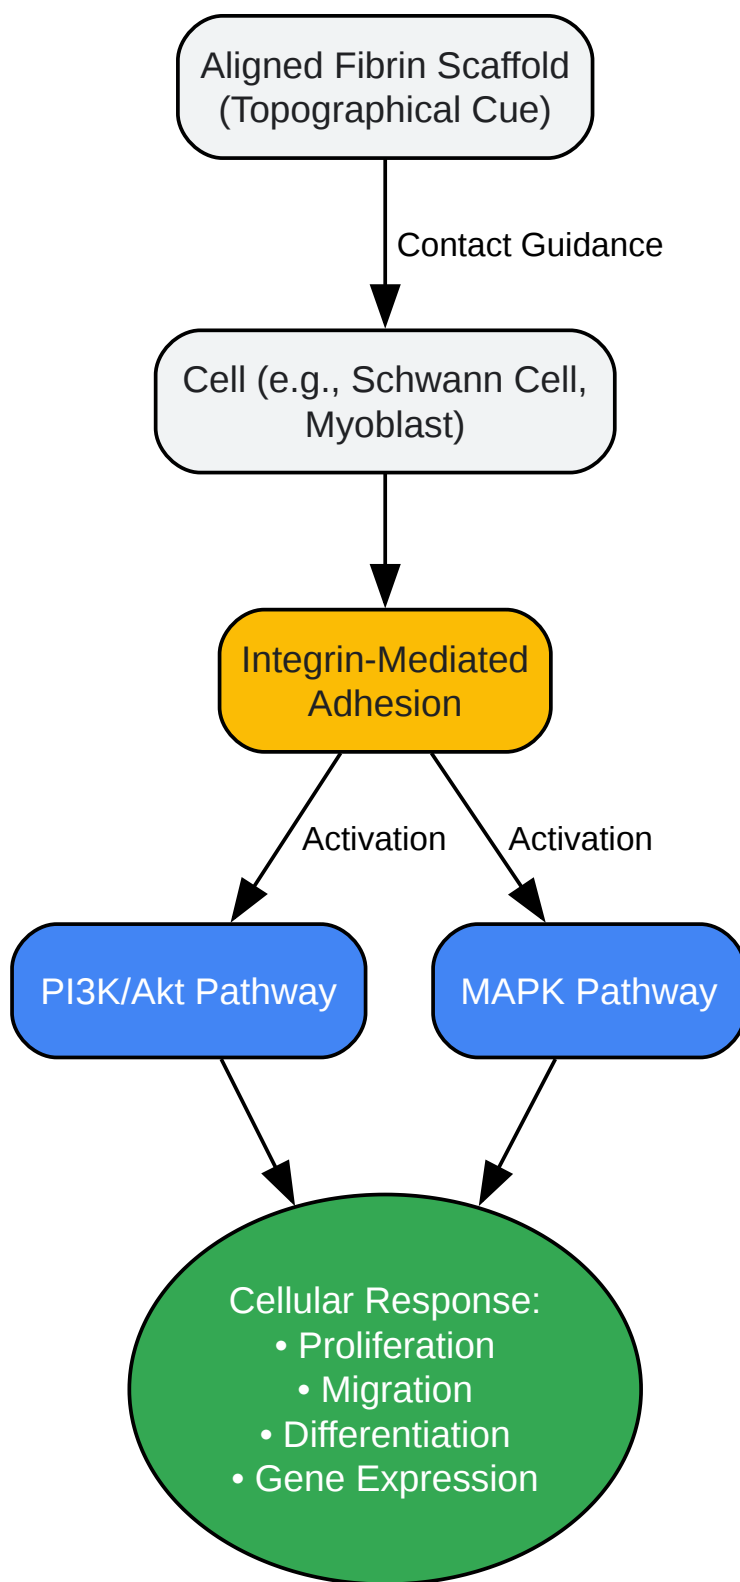 Aligned Fibrin Scaffold
(Topographical Cue)
Contact Guidance
Cell (e.g., Schwann Cell,
Myoblast)
Integrin-Mediated
Adhesion
Activation
Activation
PI3K/Akt Pathway
MAPK Pathway
Cellular Response:
• Proliferation
• Migration
• Differentiation
• Gene Expression